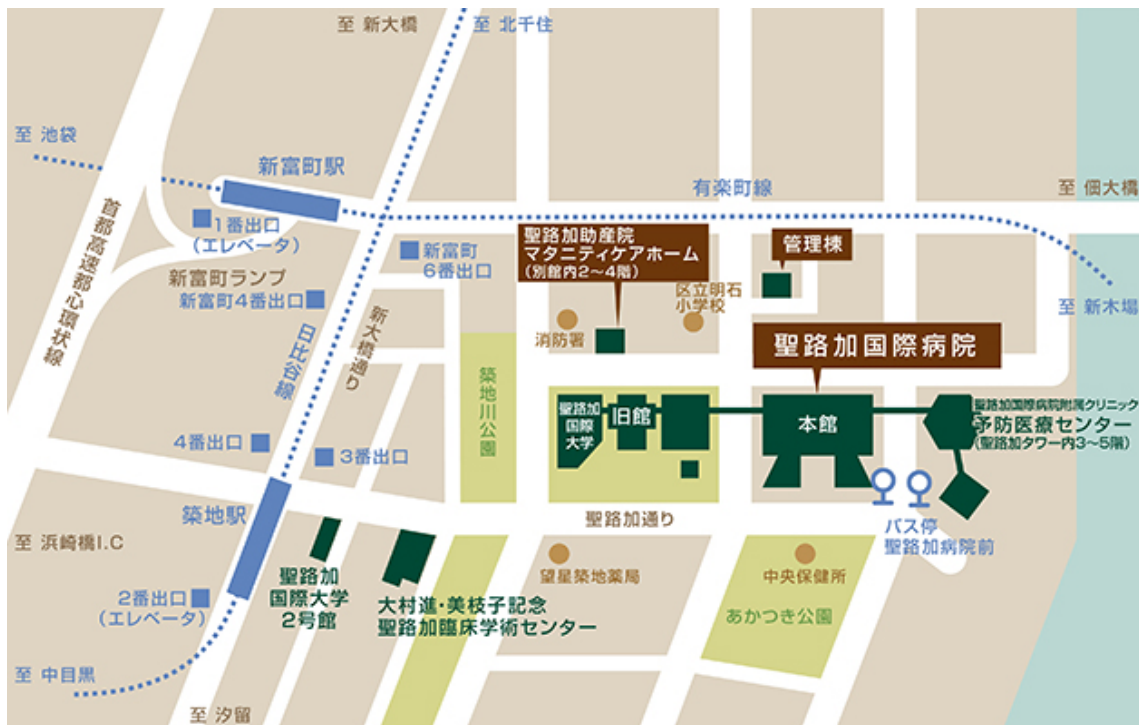 至 新大橋
至 北千住
至 池袋
新富町駅
有楽町線
至 佃大橋
1番出口
(エレベータ)
新富町
6番出口
聖路加助産院
マタニティケアホーム
(別館内2〜4階)
管理棟
首都高速都心環状線
新富町ランプ
新富町4番出口
区立明石
小学校
至 新木場
日比谷線
新大橋通り
消防署
聖路加国際病院
築地川公園
聖路加
国際
大学
旧館
本館
聖路加国際病院附属クリニック
予防医療センター
(聖路加タワー内3〜5階)
4番出口
3番出口
築地駅
聖路加通り
バス停
聖路加病院前
至 浜崎橋I.C
聖路加
国際大学
2号館
大村進・美枝子記念
聖路加臨床学術センター
望星築地薬局
中央保健所
あかつき公園
2番出口
(エレベータ)
至 中目黒
至 汐留